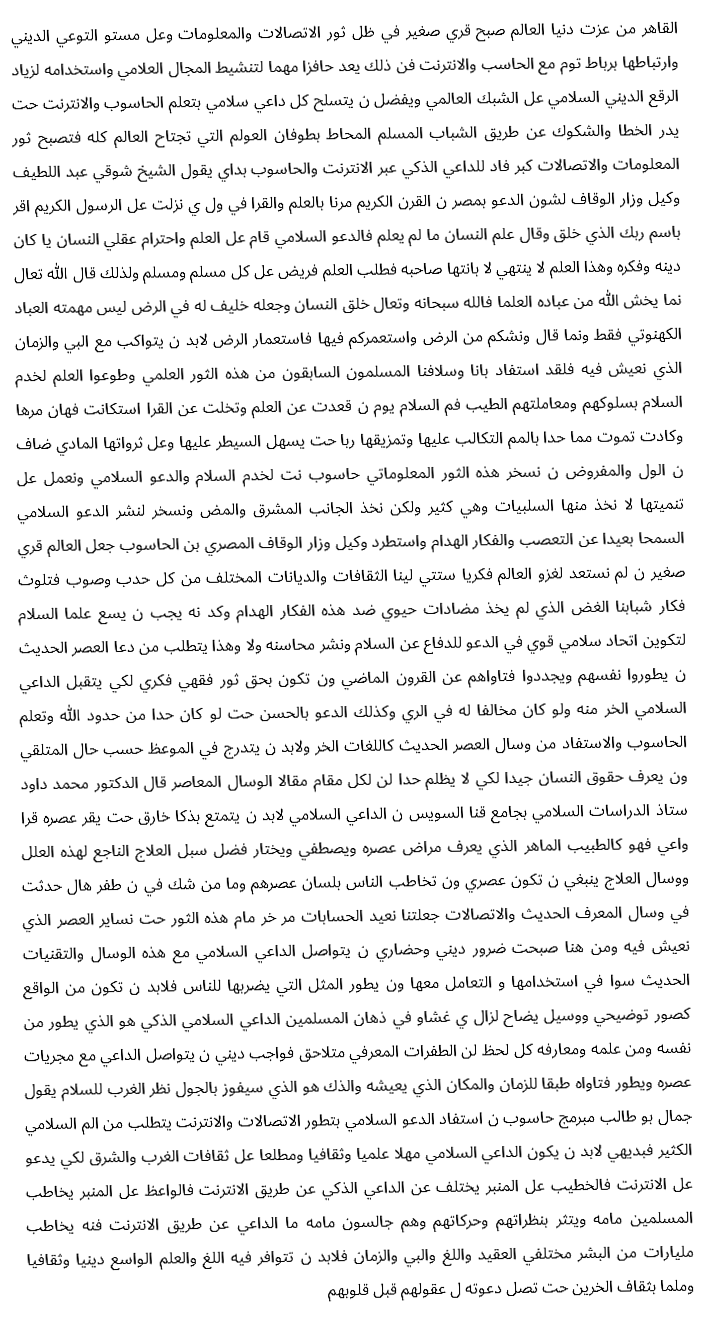 القاهر من عزت دنيا العالم صبح قري صغير في ظل ثور الاتصالات والمعلومات وعل مستو التوعي الديني
وارتباطها برباط توم مع الحاسب والانترنت فن ذلك يعد حافزا مهما لتنشيط المجال العلامي واستخدامه لزياد
الرقع الديني السلامي عل الشبك العالمي ويفضل ن يتسلح كل داعي سلامي بتعلم الحاسوب والانترنت حت
يدر الخطا والشكوك عن طريق الشباب المسلم المحاط بطوفان العولم التي تجتاح العالم كله فتصبح ثور
المعلومات والاتصالات كبر فاد للداعي الذكي عبر الانترنت والحاسوب بداي يقول الشيخ شوقي عبد اللطيف
وكيل وزار الوقاف لشون الدعو بمصر ن القرن الكريم مرنا بالعلم والقرا في ول ي نزلت عل الرسول الكريم اقر
باسم ربك الذي خلق وقال علم النسان ما لم يعلم فالدعو السلامي قام عل العلم واحترام عقلي النسان يا كان
دينه وفكره وهذا العلم لا ينتهي لا بانتها صاحبه فطلب العلم فريض عل كل مسلم ومسلم ولذلك قال الله تعال
نما يخش الله من عباده العلما فالله سبحانه وتعال خلق النسان وجعله خليف له في الرض ليس مهمته العباد
الكهنوتي فقط ونما قال ونشكم من الرض واستعمركم فيها فاستعمار الرض لابد ن يتواكب مع البي والزمان
الذي نعيش فيه فلقد استفاد بانا وسلافنا المسلمون السابقون من هذه الثور العلمي وطوعوا العلم لخدم
السلام بسلوكهم ومعاملتهم الطيب فم السلام يوم ن قعدت عن العلم وتخلت عن القرا استكانت فهان مرها
وكادت تموت مما حدا بالمم التكالب عليها وتمزيقها ربا حت يسهل السيطر عليها وعل ثرواتها المادي ضاف
ن الول والمفروض ن نسخر هذه الثور المعلوماتي حاسوب نت لخدم السلام والدعو السلامي ونعمل عل
تنميتها لا نخذ منها السلبيات وهي كثير ولكن نخذ الجانب المشرق والمض ونسخر لنشر الدعو السلامي
السمحا بعيدا عن التعصب والفكار الهدام واستطرد وكيل وزار الوقاف المصري بن الحاسوب جعل العالم قري
صغير ن لم نستعد لغزو العالم فكريا ستتي لينا الثقافات والديانات المختلف من كل حدب وصوب فتلوث
فكار شبابنا الغض الذي لم يخذ مضادات حيوي ضد هذه الفكار الهدام وكد نه يجب ن يسع علما السلام
لتكوين اتحاد سلامي قوي في الدعو للدفاع عن السلام ونشر محاسنه ولا وهذا يتطلب من دعا العصر الحديث
ن يطوروا نفسهم ويجددوا فتاواهم عن القرون الماضي ون تكون بحق ثور فقهي فكري لكي يتقبل الداعي
السلامي الخر منه ولو كان مخالفا له في الري وكذلك الدعو بالحسن حت لو كان حدا من حدود الله وتعلم
الحاسوب والاستفاد من وسال العصر الحديث كاللغات الخر ولابد ن يتدرج في الموعظ حسب حال المتلقي
ون يعرف حقوق النسان جيدا لكي لا يظلم حدا لن لكل مقام مقالا الوسال المعاصر قال الدكتور محمد داود
ستاذ الدراسات السلامي بجامع قنا السويس ن الداعي السلامي لابد ن يتمتع بذكا خارق حت يقر عصره قرا
واعي فهو كالطبيب الماهر الذي يعرف مراض عصره ويصطفي ويختار فضل سبل العلاج الناجع لهذه العلل
ووسال العلاج ينبغي ن تكون عصري ون تخاطب الناس بلسان عصرهم وما من شك في ن طفر هال حدثت
في وسال المعرف الحديث والاتصالات جعلتنا نعيد الحسابات مر خر مام هذه الثور حت نساير العصر الذي
نعيش فيه ومن هنا صبحت ضرور ديني وحضاري ن يتواصل الداعي السلامي مع هذه الوسال والتقنيات
الحديث سوا في استخدامها و التعامل معها ون يطور المثل التي يضربها للناس فلابد ن تكون من الواقع
كصور توضيحي ووسيل يضاح لزال ي غشاو في ذهان المسلمين الداعي السلامي الذكي هو الذي يطور من
نفسه ومن علمه ومعارفه كل لحظ لن الطفرات المعرفي متلاحق فواجب ديني ن يتواصل الداعي مع مجريات
عصره ويطور فتاواه طبقا للزمان والمكان الذي يعيشه والذك هو الذي سيفوز بالجول نظر الغرب للسلام يقول
جمال بو طالب مبرمج حاسوب ن استفاد الدعو السلامي بتطور الاتصالات والانترنت يتطلب من الم السلامي
الكثير فبديهي لابد ن يكون الداعي السلامي مهلا علميا وثقافيا ومطلعا عل ثقافات الغرب والشرق لكي يدعو
عل الانترنت فالخطيب عل المنبر يختلف عن الداعي الذكي عن طريق الانترنت فالواعظ عل المنبر يخاطب
المسلمين مامه ويتثر بنظراتهم وحركاتهم وهم جالسون مامه ما الداعي عن طريق الانترنت فنه يخاطب
مليارات من البشر مختلفي العقيد واللغ والبي والزمان فلابد ن تتوافر فيه اللغ والعلم الواسع دينيا وثقافيا
وملما بثقاف الخرين حت تصل دعوته ل عقولهم قبل قلوبهم